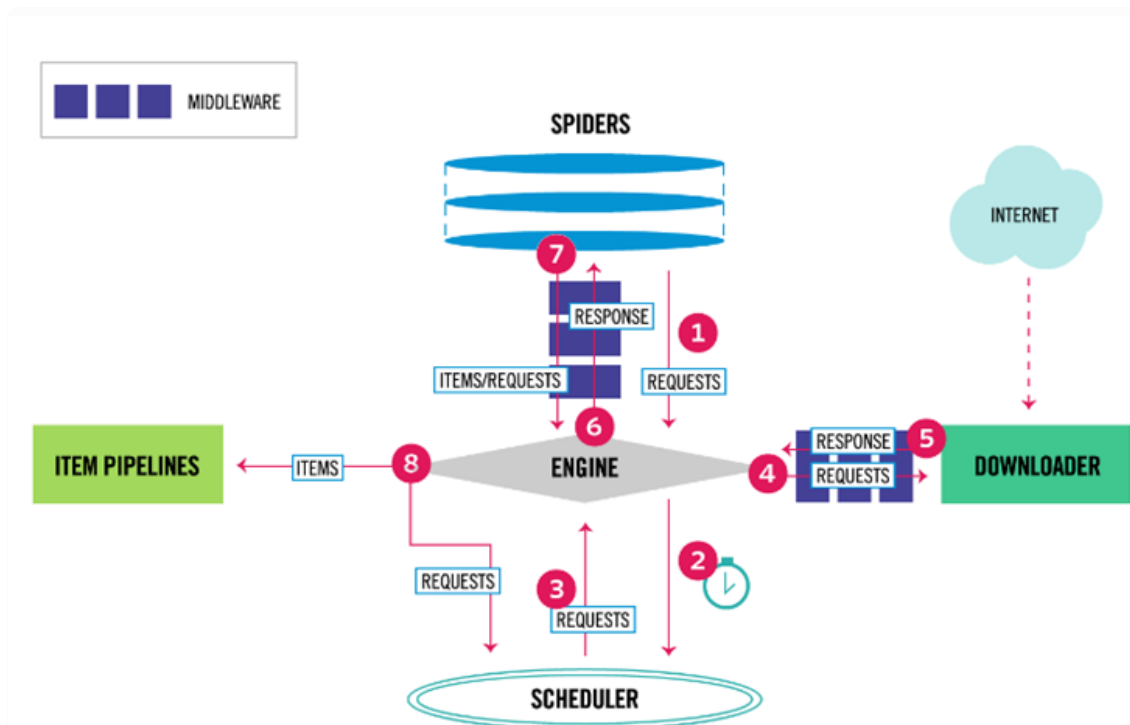 MIDDLEWARE
SPIDERS
INTERNET
7
RESPONSE
1
ITEMS/REQUESTS
REQUESTS
6
RESPONSE
5
ITEM PIPELINES
ITEMS
8
ENGINE
4
REQUESTS
DOWNLOADER
2
REQUESTS
3
REQUESTS
SCHEDULER